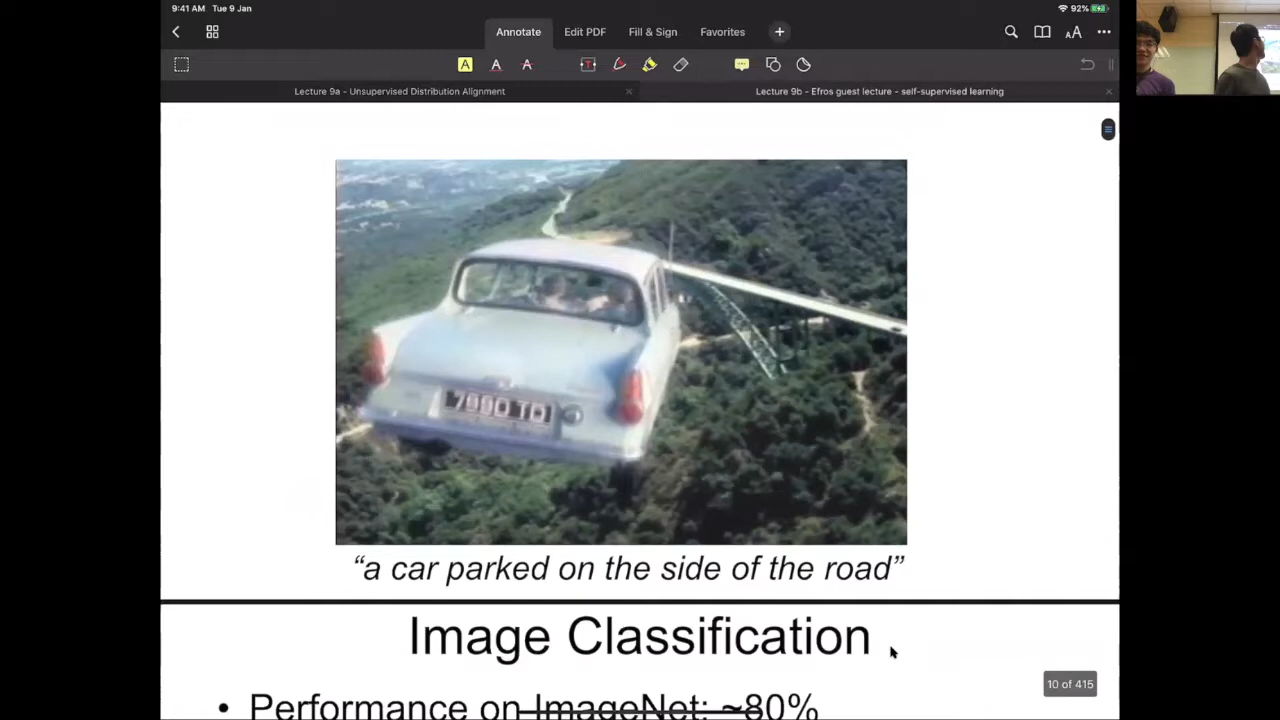 9:41 AM Tue 9 Jan
92%
Annotate Edit PDF Fill & Sign Favorites +
AA
A A A T
Lecture 9a - Unsupervised Distribution Alignment × Lecture 9b - Efros guest lecture - self-supervised learning ×
7990 TD
“a car parked on the side of the road”
Image Classification
10 of 415
• Performance on ImageNet: ~80%